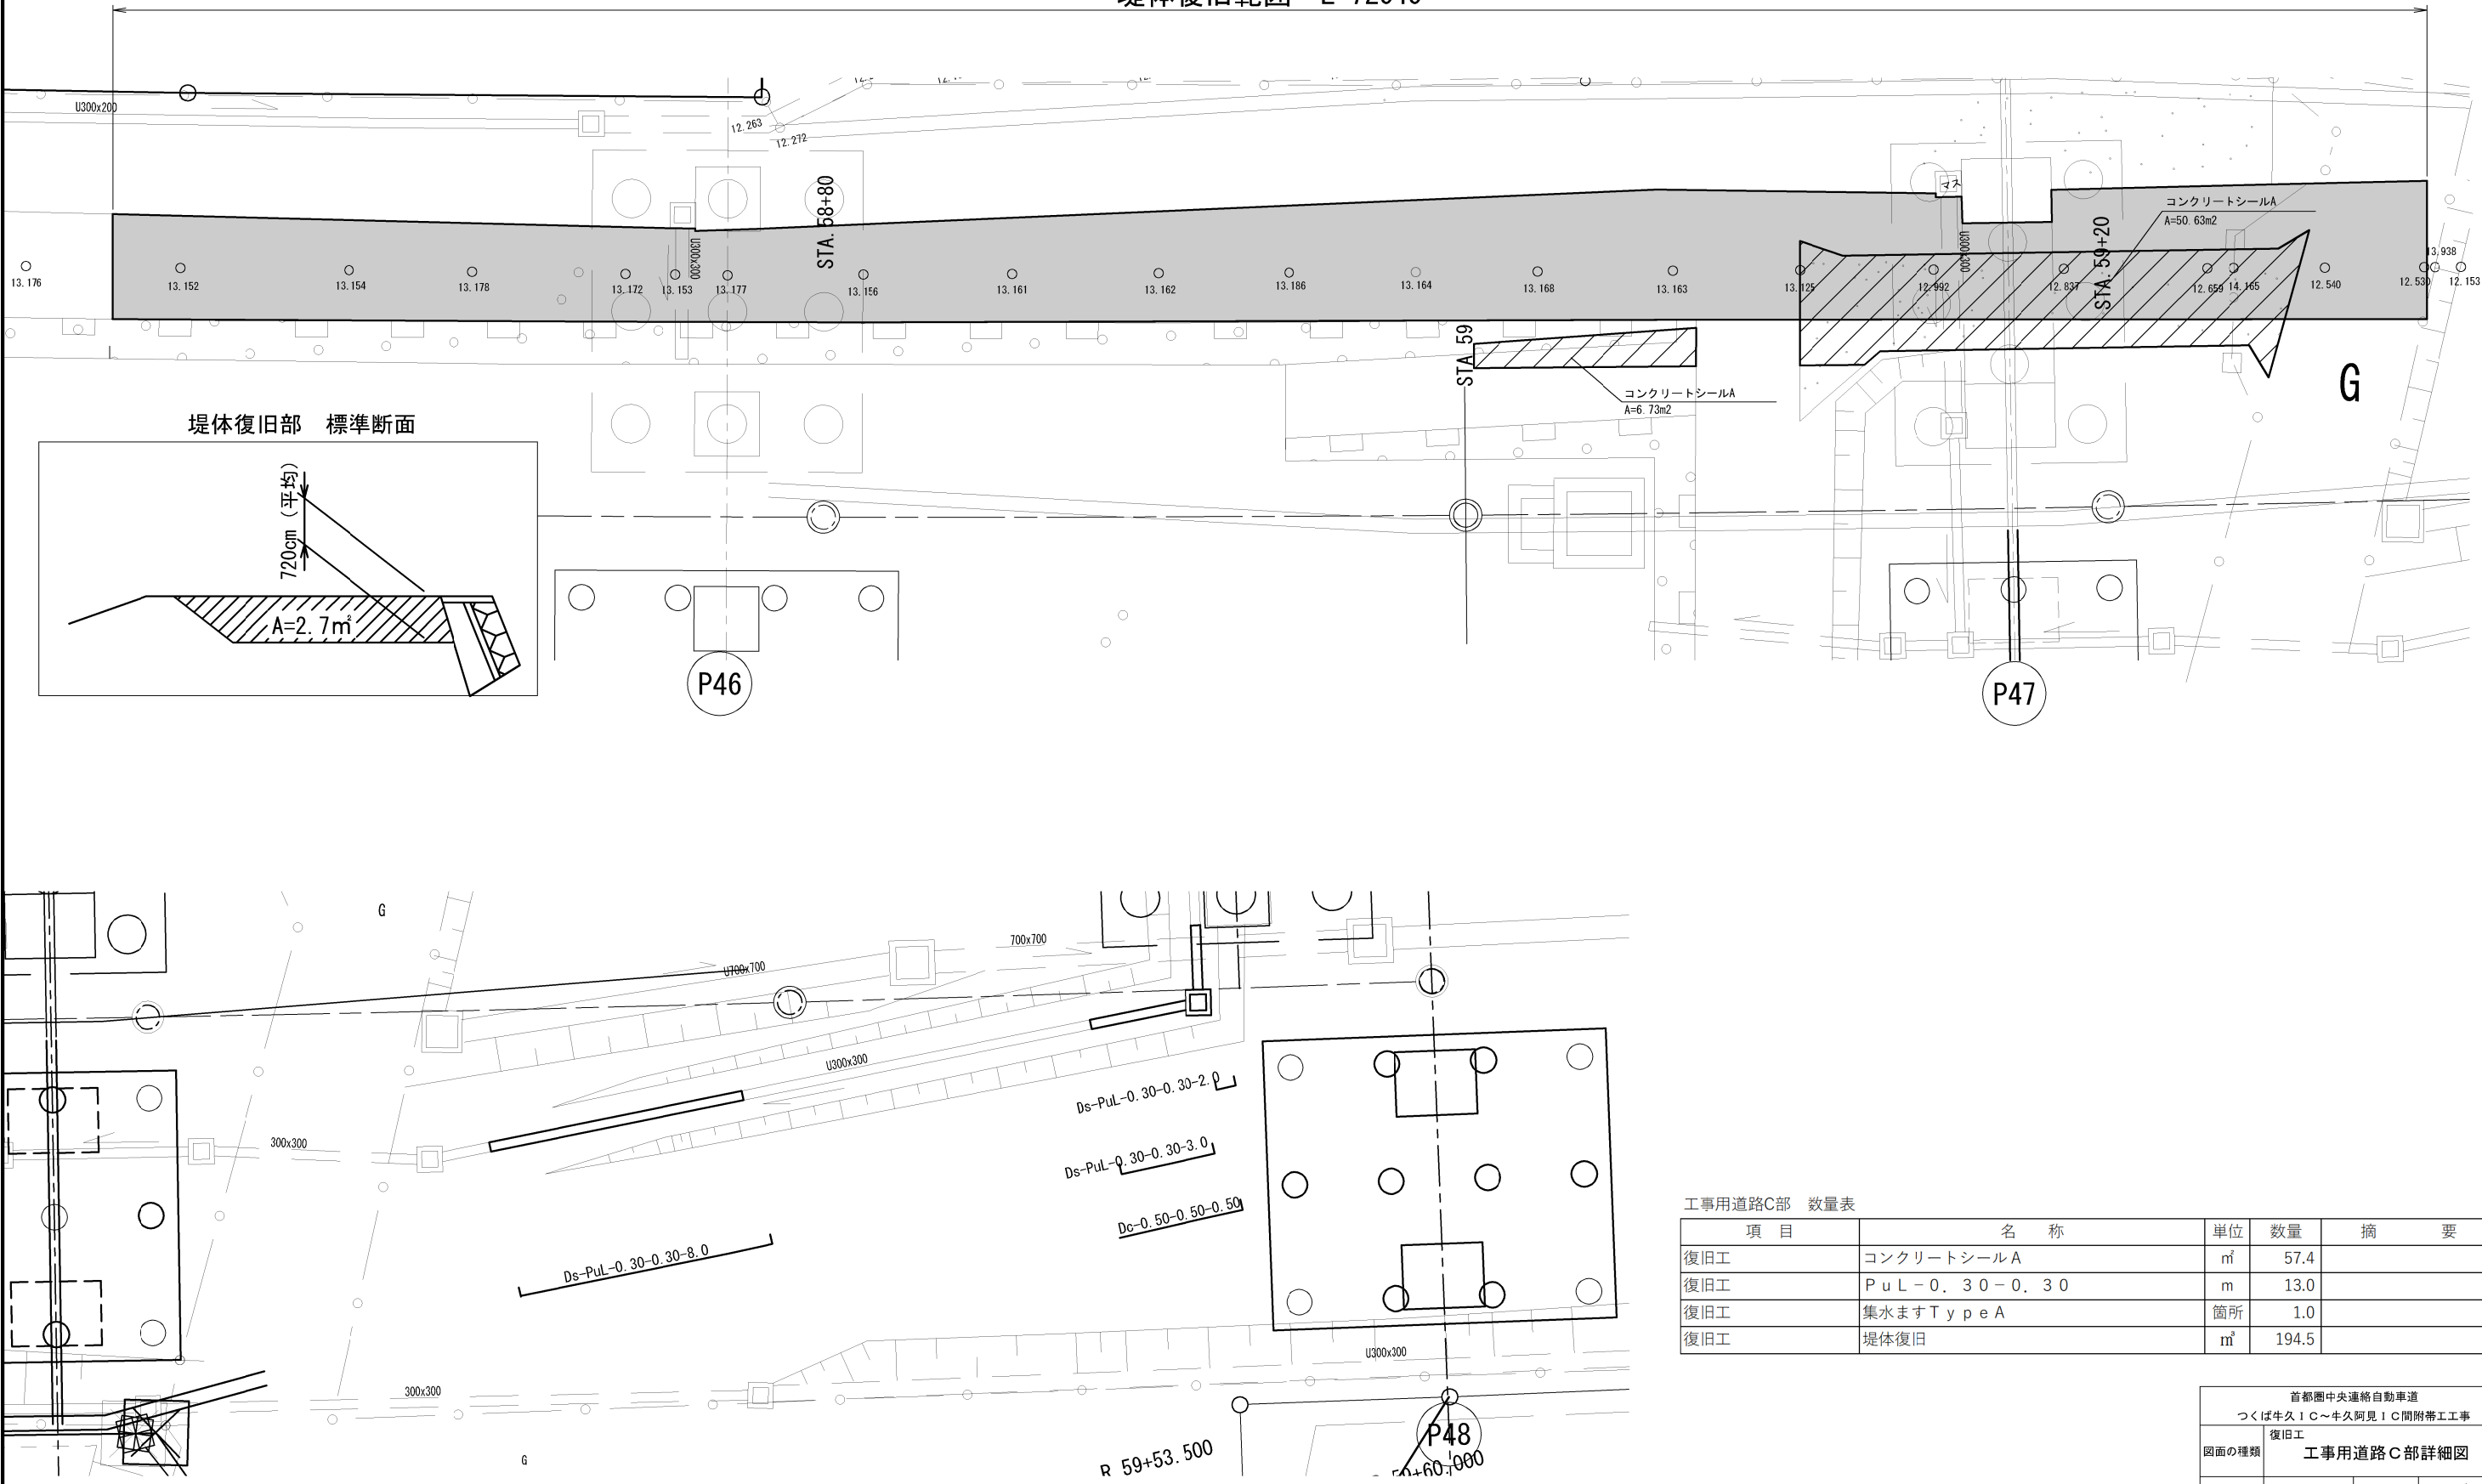 U300x200
12.263
12.272
STA.58+80
U300x300
マス
コンクリートシールA
A=50.63m2
U300x300
STA.59+20
13.176
13.152
13.154
13.178
13.172
13.153
13.177
13.156
13.161
13.162
13.186
13.164
13.168
13.163
13.125
12.992
12.837
12.659
14.165
12.540
12.530
13.938
12.153
STA.59
コンクリートシールA
A=6.73m2
G
堤体復旧部 標準断面
720cm（平均）
A=2.7㎡
P46
P47
G
700x700
U700x700
U300x300
300x300
Ds-PuL-0.30-0.30-2.0
Ds-PuL-0.30-0.30-3.0
Dc-0.50-0.50-0.50
Ds-PuL-0.30-0.30-8.0
U300x300
300x300
G
P48
59+53.500
工事用道路C部 数量表
項 目 名 称 単位 数量 摘 要
復旧工 コンクリートシールA ㎡ 57.4
復旧工 PuL-0.30-0.30 m 13.0
復旧工 集水ますTypeA 箇所 1.0
復旧工 堤体復旧 m³ 194.5
首都圏中央連絡自動車道
つくば牛久IC～牛久阿見IC間附帯工工事
図面の種類
復旧工
工事用道路C部詳細図